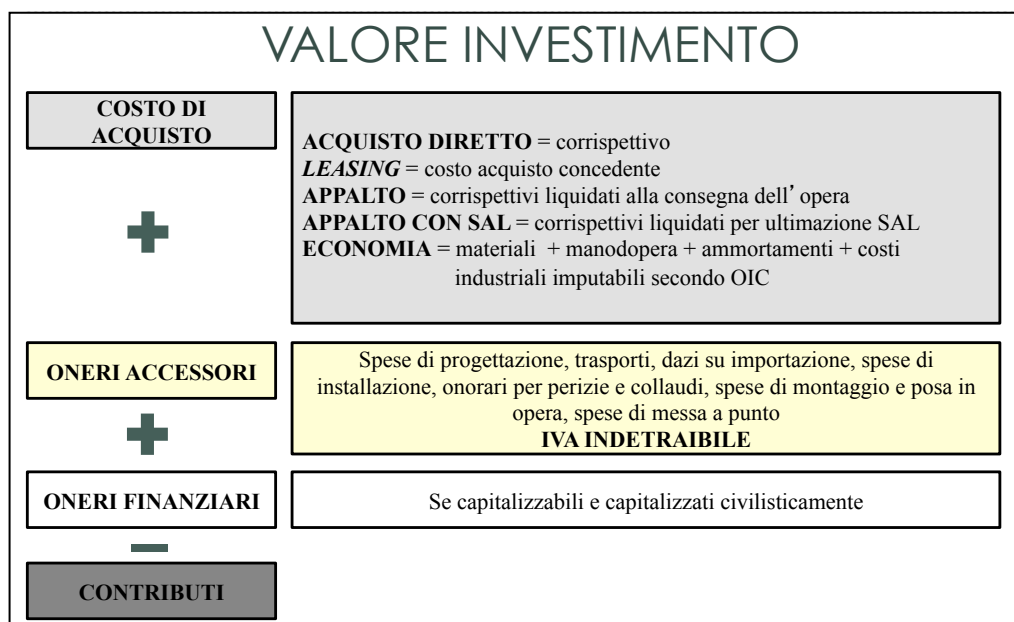 VALORE INVESTIMENTO
COSTO DI
ACQUISTO
ACQUISTO DIRETTO = corrispettivo
LEASING = costo acquisto concedente
APPALTO = corrispettivi liquidati alla consegna dell’ opera
APPALTO CON SAL = corrispettivi liquidati per ultimazione SAL
ECONOMIA = materiali + manodopera + ammortamenti + costi
industriali imputabili secondo OIC
ONERI ACCESSORI
Spese di progettazione, trasporti, dazi su importazione, spese di
installazione, onorari per perizie e collaudi, spese di montaggio e posa in
opera, spese di messa a punto
IVA INDETRAIBILE
ONERI FINANZIARI
Se capitalizzabili e capitalizzati civilisticamente
CONTRIBUTI